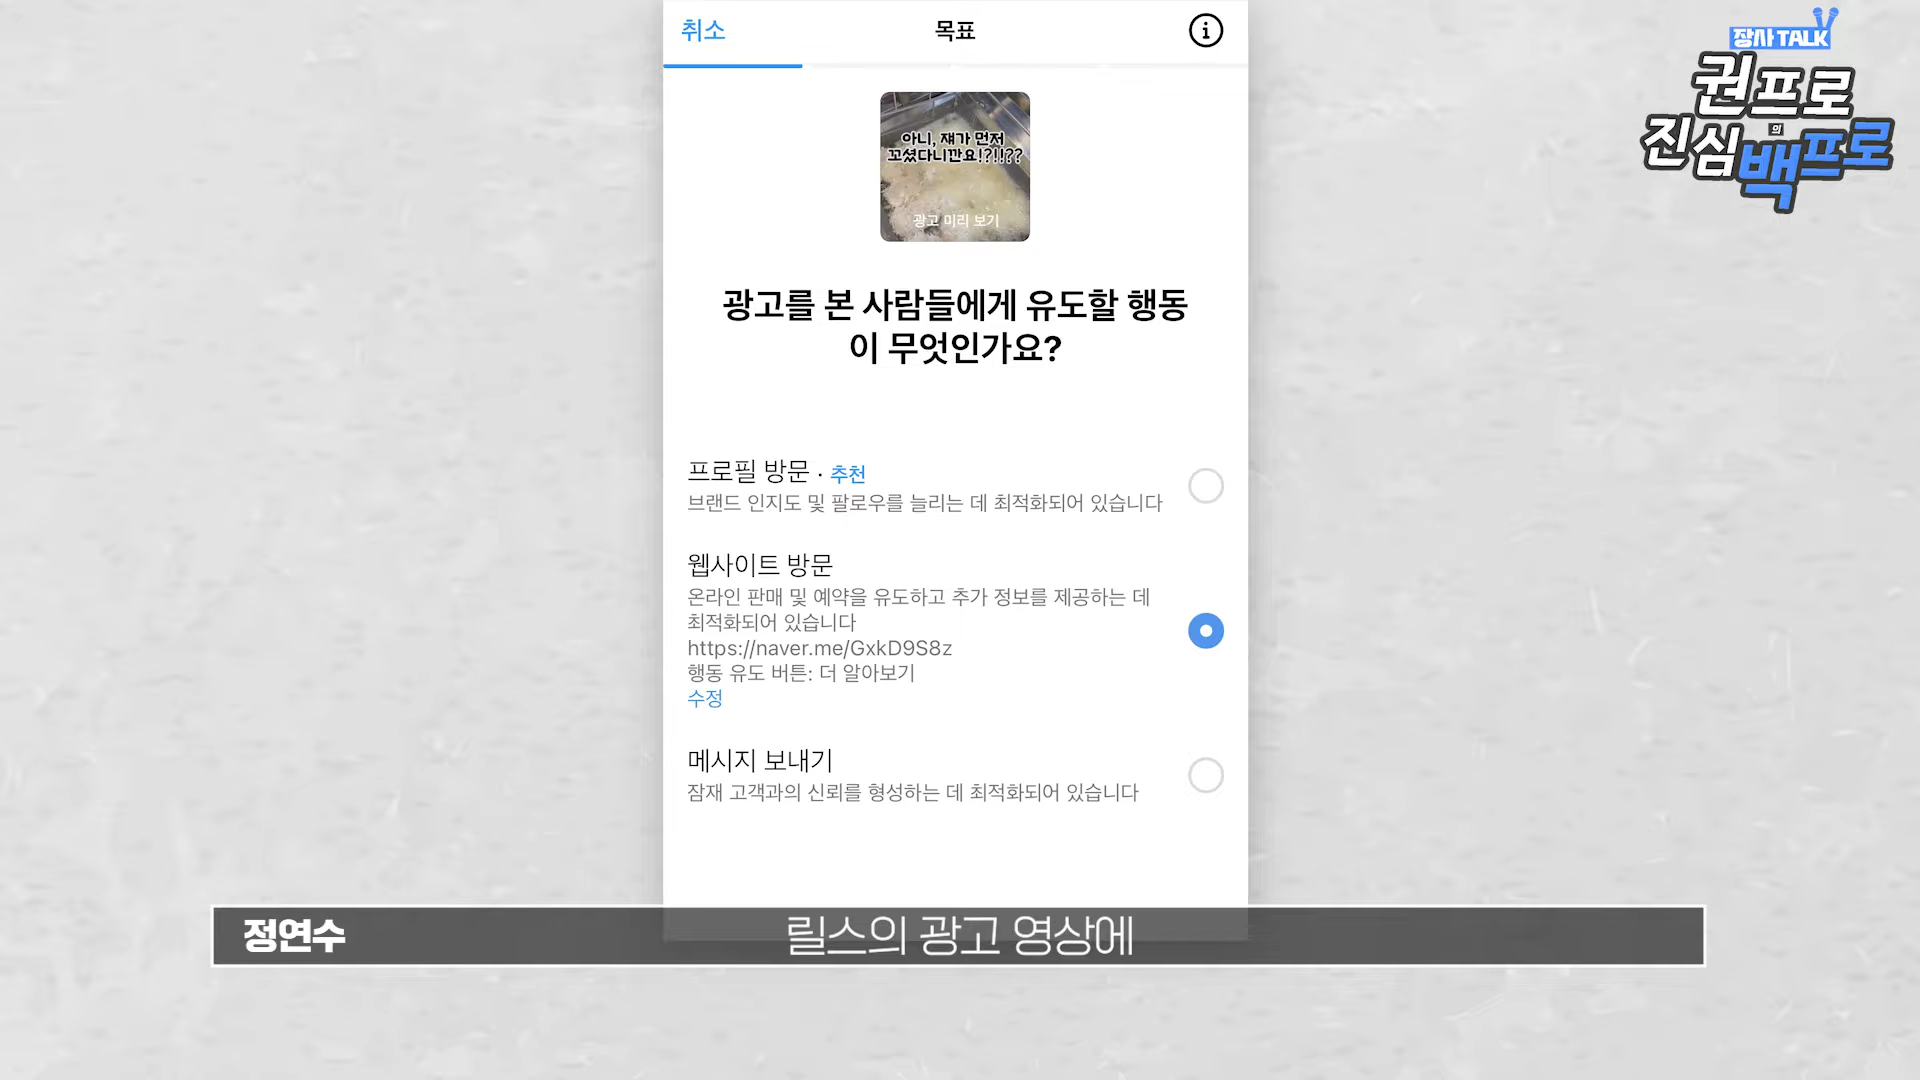 취소
목표
장사 TALK
권프로
의
진심백프로
아니, 쟤가 먼저
꼬셨다니깐요!?!!??
광고 미리 보기
광고를 본 사람들에게 유도할 행동
이 무엇인가요?
프로필 방문 · 추천
브랜드 인지도 및 팔로우를 늘리는 데 최적화되어 있습니다
웹사이트 방문
온라인 판매 및 예약을 유도하고 추가 정보를 제공하는 데
최적화되어 있습니다
https://naver.me/GxkD9S8z
행동 유도 버튼: 더 알아보기
수정
메시지 보내기
잠재 고객과의 신뢰를 형성하는 데 최적화되어 있습니다
정연수
릴스의 광고 영상에